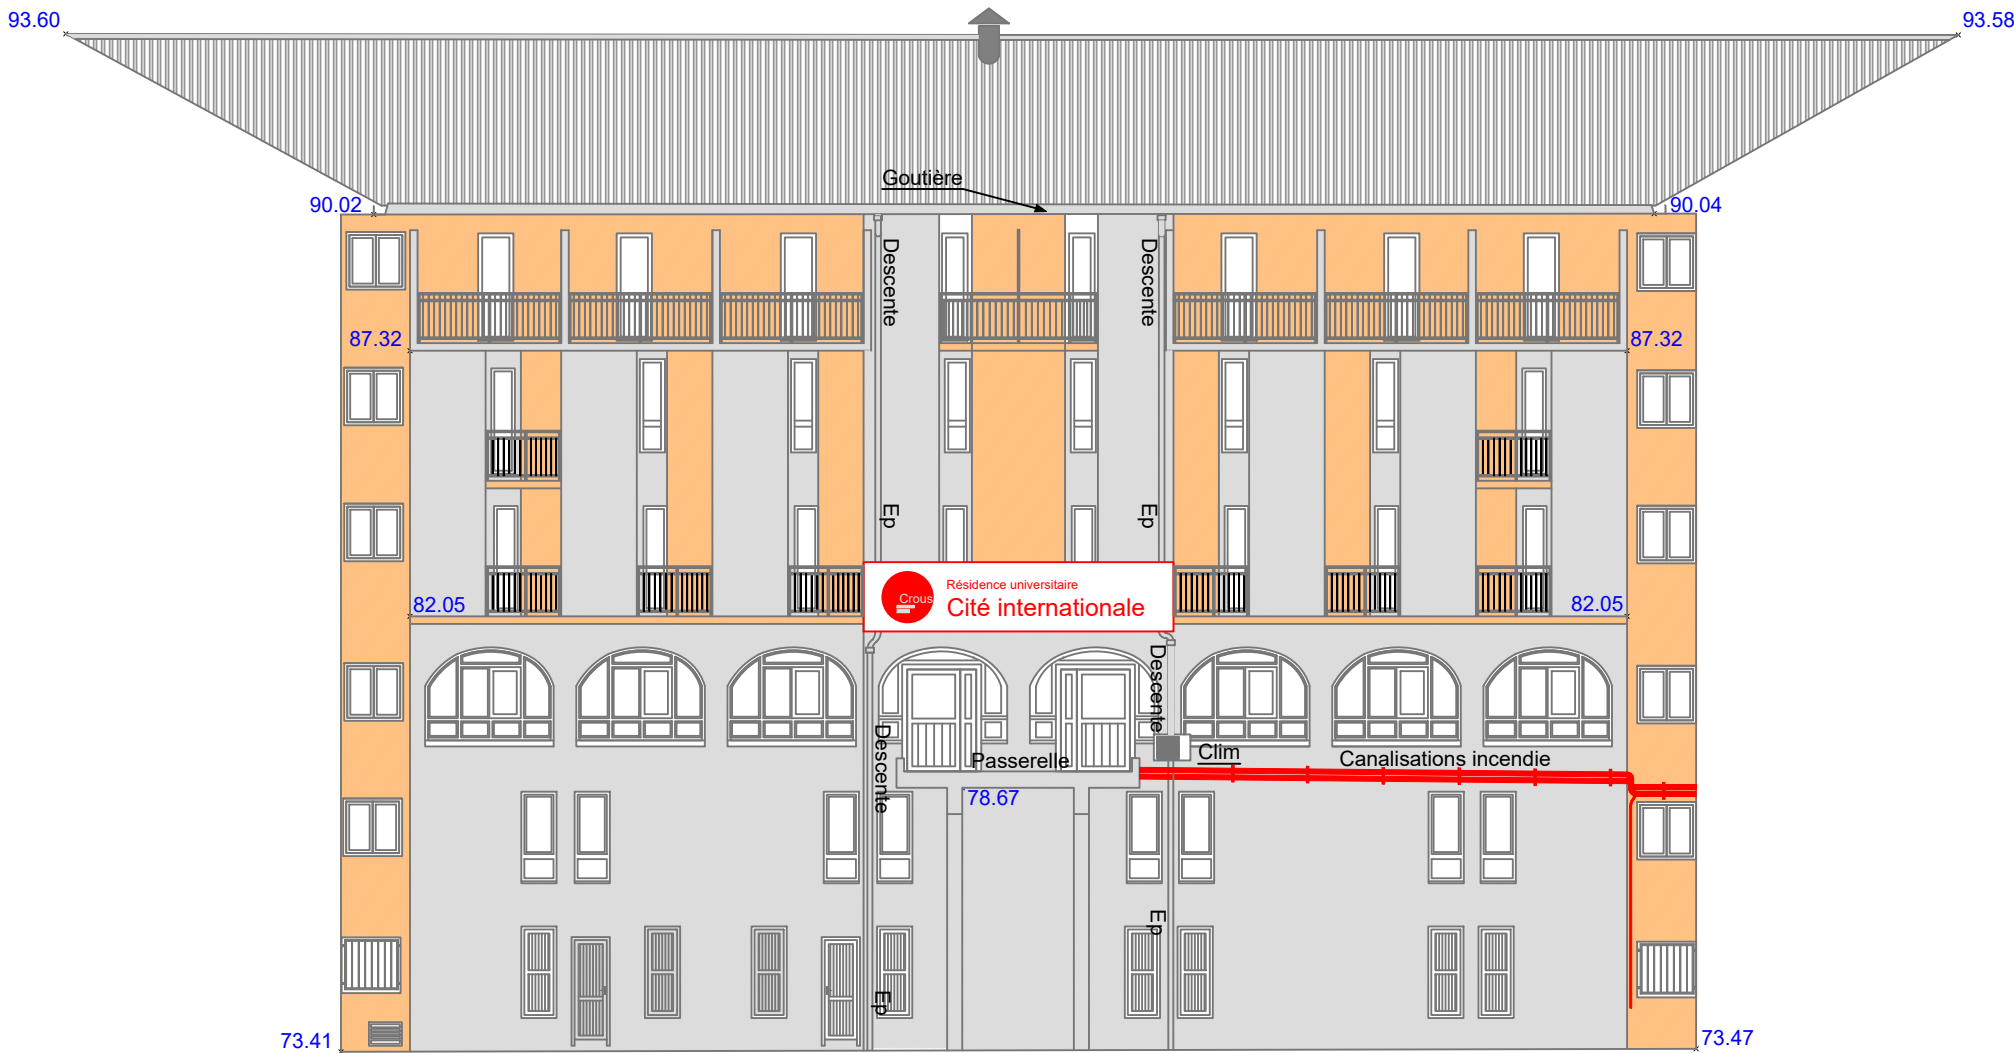 93.60
93.58
Goutière
90.02
90.04
Descente
Descente
87.32
87.32
Ep
Ep
Crous
Résidence universitaire
Cité internationale
82.05
82.05
Descente
Descente
Passerelle
Clim
Canalisations incendie
78.67
Ep
Ep
73.41
73.47